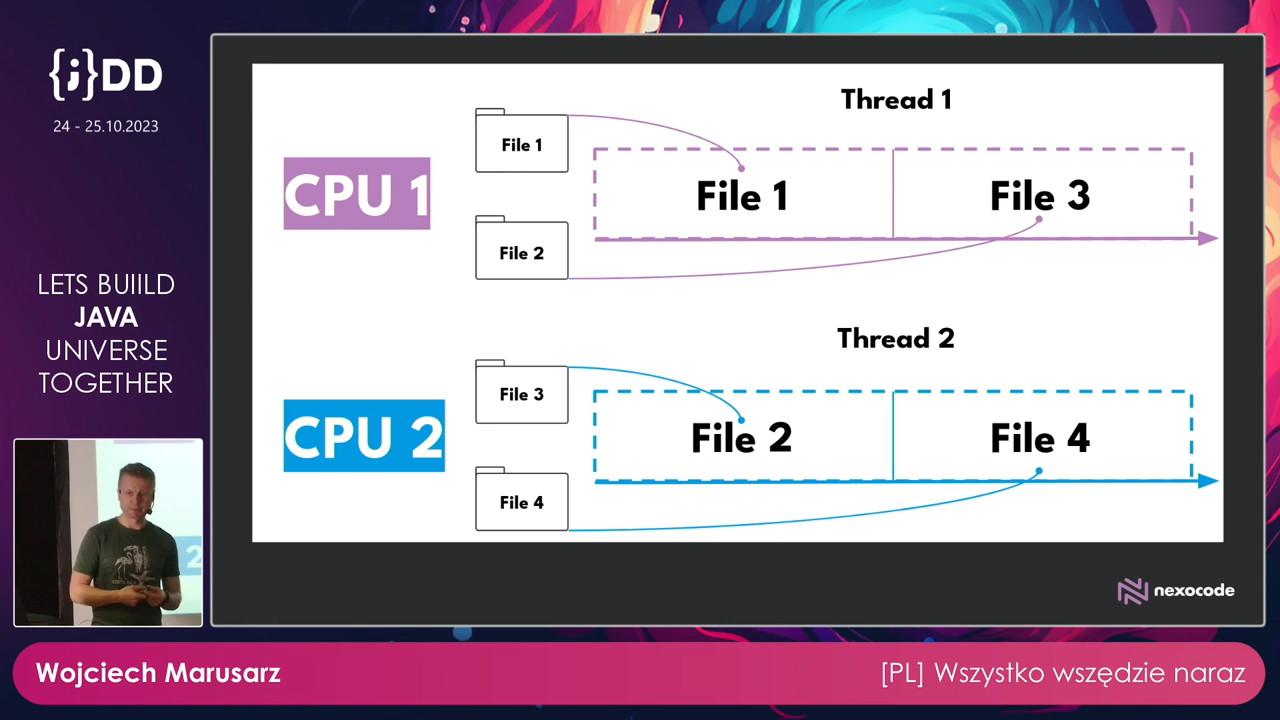 {j}DD
24 - 25.10.2023
LETS BUIILD
JAVA
UNIVERSE
TOGETHER
Thread 1
CPU 1
File 1
File 2
File 1
File 3
Thread 2
CPU 2
File 3
File 4
File 2
File 4
nexocode
Wojciech Marusarz
[PL] Wszystko wszędzie naraz